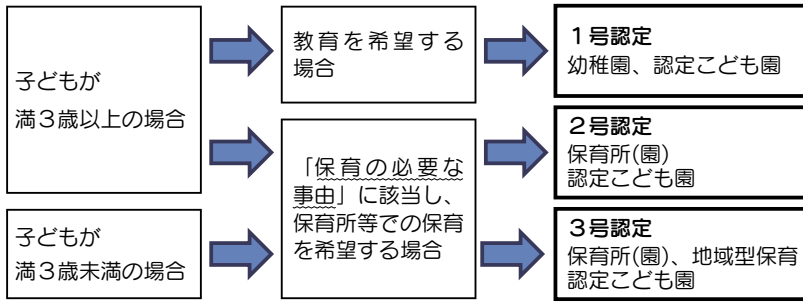 子どもが
満３歳以上の場合
教育を希望する
場合
１号認定
幼稚園、認定こども園
「保育の必要な
事由」に該当し、
保育所等での保育
を希望する場合
２号認定
保育所(園)
認定こども園
子どもが
満３歳未満の場合
３号認定
保育所(園)、地域型保育
認定こども園